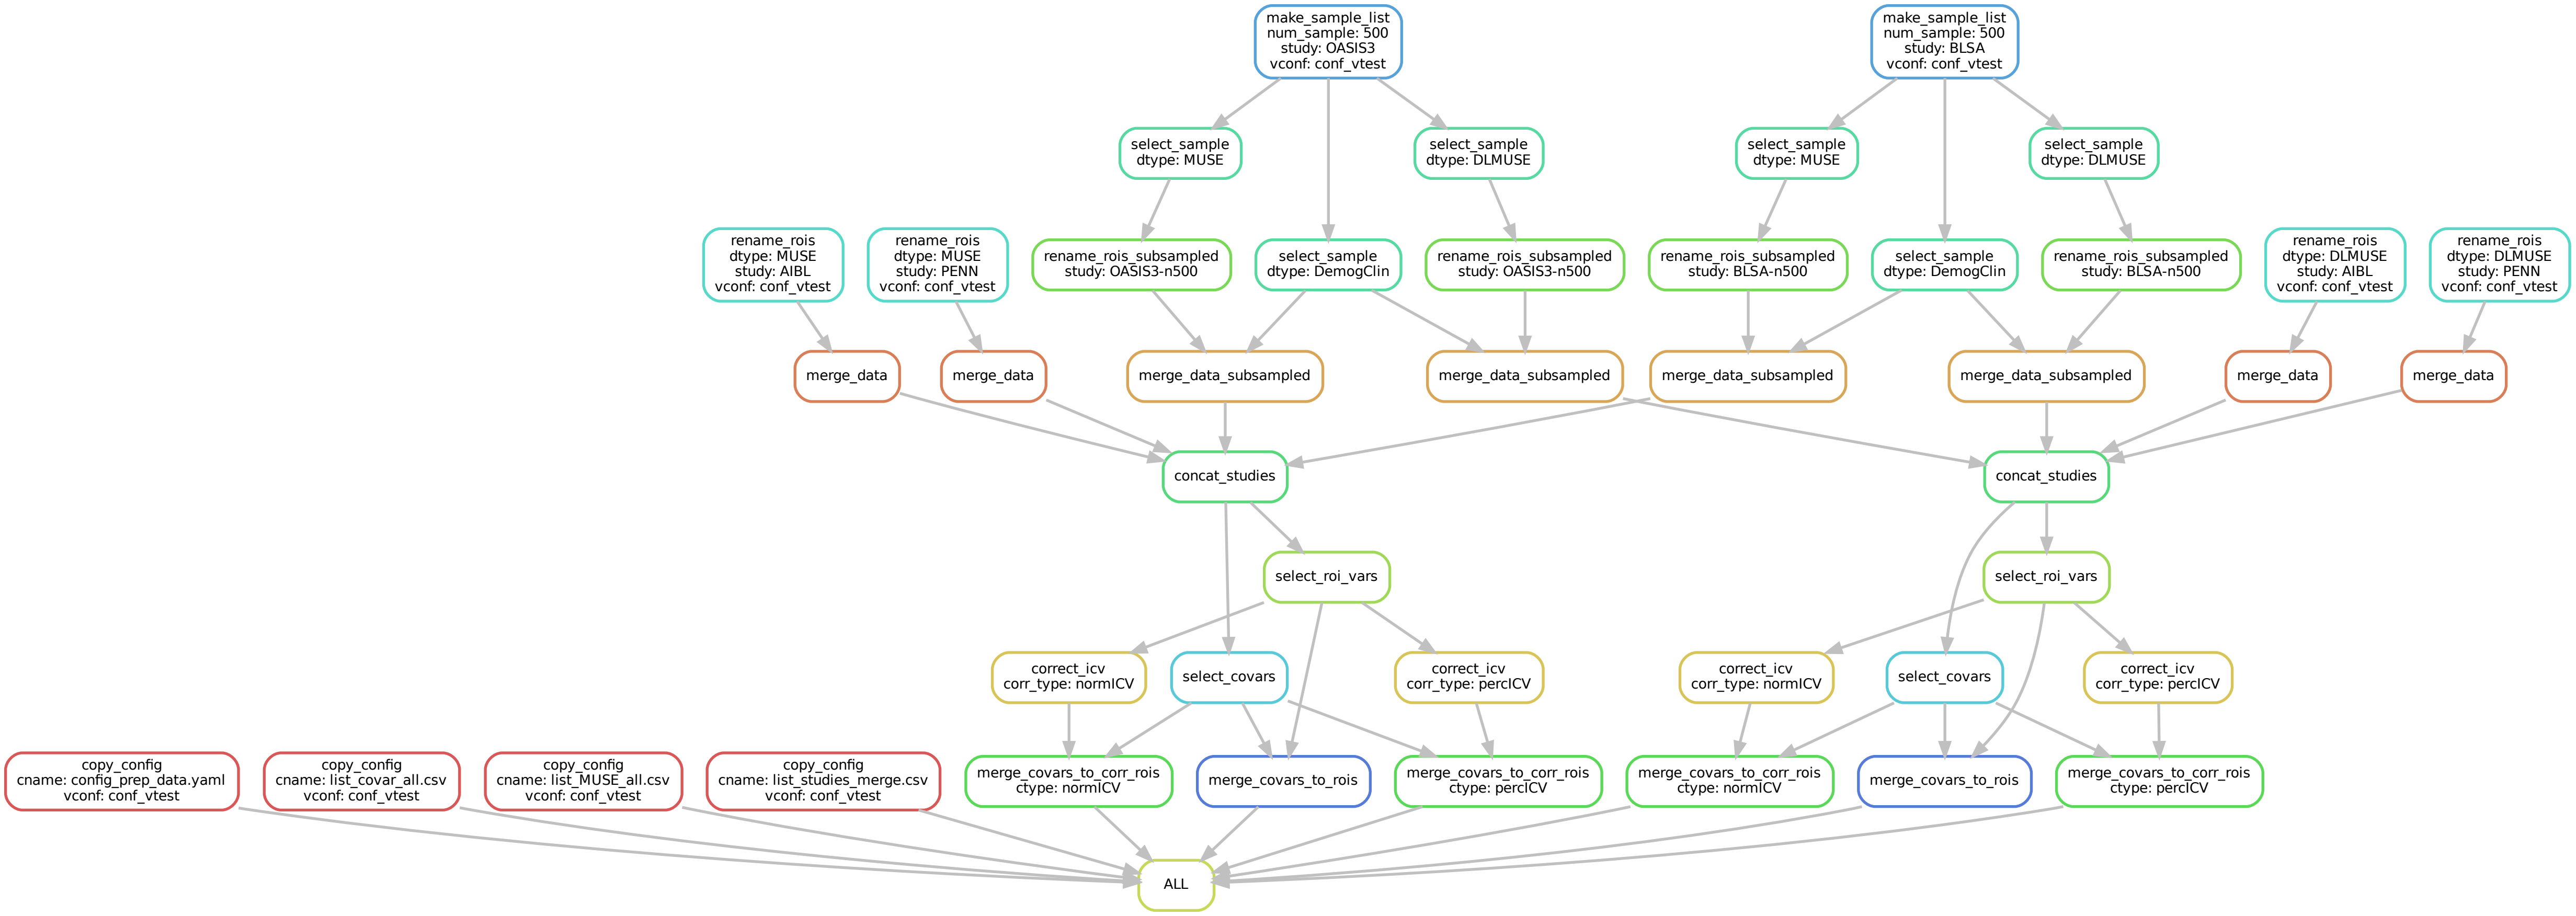 make_sample_list
num_sample: 500
study: OASIS3
vconf: conf_vtest
make_sample_list
num_sample: 500
study: BLSA
vconf: conf_vtest
select_sample
dtype: MUSE
select_sample
dtype: DLMUSE
select_sample
dtype: MUSE
select_sample
dtype: DLMUSE
rename_rois
dtype: MUSE
study: AIBL
vconf: conf_vtest
rename_rois
dtype: MUSE
study: PENN
vconf: conf_vtest
rename_rois_subsampled
study: OASIS3-n500
select_sample
dtype: DemogClin
rename_rois_subsampled
study: OASIS3-n500
rename_rois_subsampled
study: BLSA-n500
select_sample
dtype: DemogClin
rename_rois_subsampled
study: BLSA-n500
rename_rois
dtype: DLMUSE
study: AIBL
vconf: conf_vtest
rename_rois
dtype: DLMUSE
study: PENN
vconf: conf_vtest
merge_data
merge_data
merge_data_subsampled
merge_data_subsampled
merge_data_subsampled
merge_data_subsampled
merge_data
merge_data
concat_studies
concat_studies
select_roi_vars
select_roi_vars
correct_icv
corr_type: normICV
select_covars
correct_icv
corr_type: percICV
correct_icv
corr_type: normICV
select_covars
correct_icv
corr_type: percICV
copy_config
cname: config_prep_data.yaml
vconf: conf_vtest
copy_config
cname: list_covar_all.csv
vconf: conf_vtest
copy_config
cname: list_MUSE_all.csv
vconf: conf_vtest
copy_config
cname: list_studies_merge.csv
vconf: conf_vtest
merge_covars_to_corr_rois
ctype: normICV
merge_covars_to_rois
merge_covars_to_corr_rois
ctype: percICV
merge_covars_to_corr_rois
ctype: normICV
merge_covars_to_rois
merge_covars_to_corr_rois
ctype: percICV
ALL